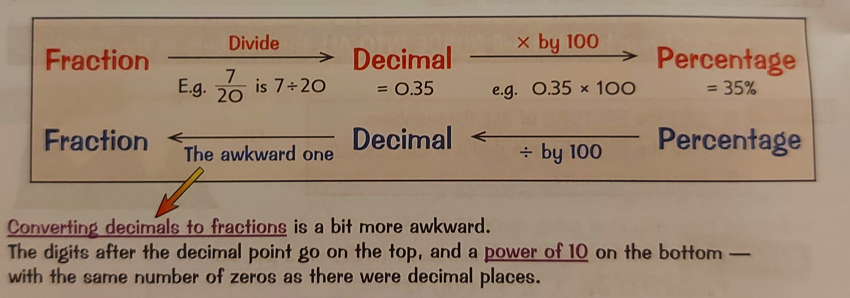 Divide × by 100
Fraction Decimal Percentage
E.g. 7/20 is 7÷20 = 0.35 e.g. 0.35 × 100 = 35%
Fraction Decimal Percentage
The awkward one ÷ by 100
Converting decimals to fractions is a bit more awkward.
The digits after the decimal point go on the top, and a power of 10 on the bottom —
with the same number of zeros as there were decimal places.